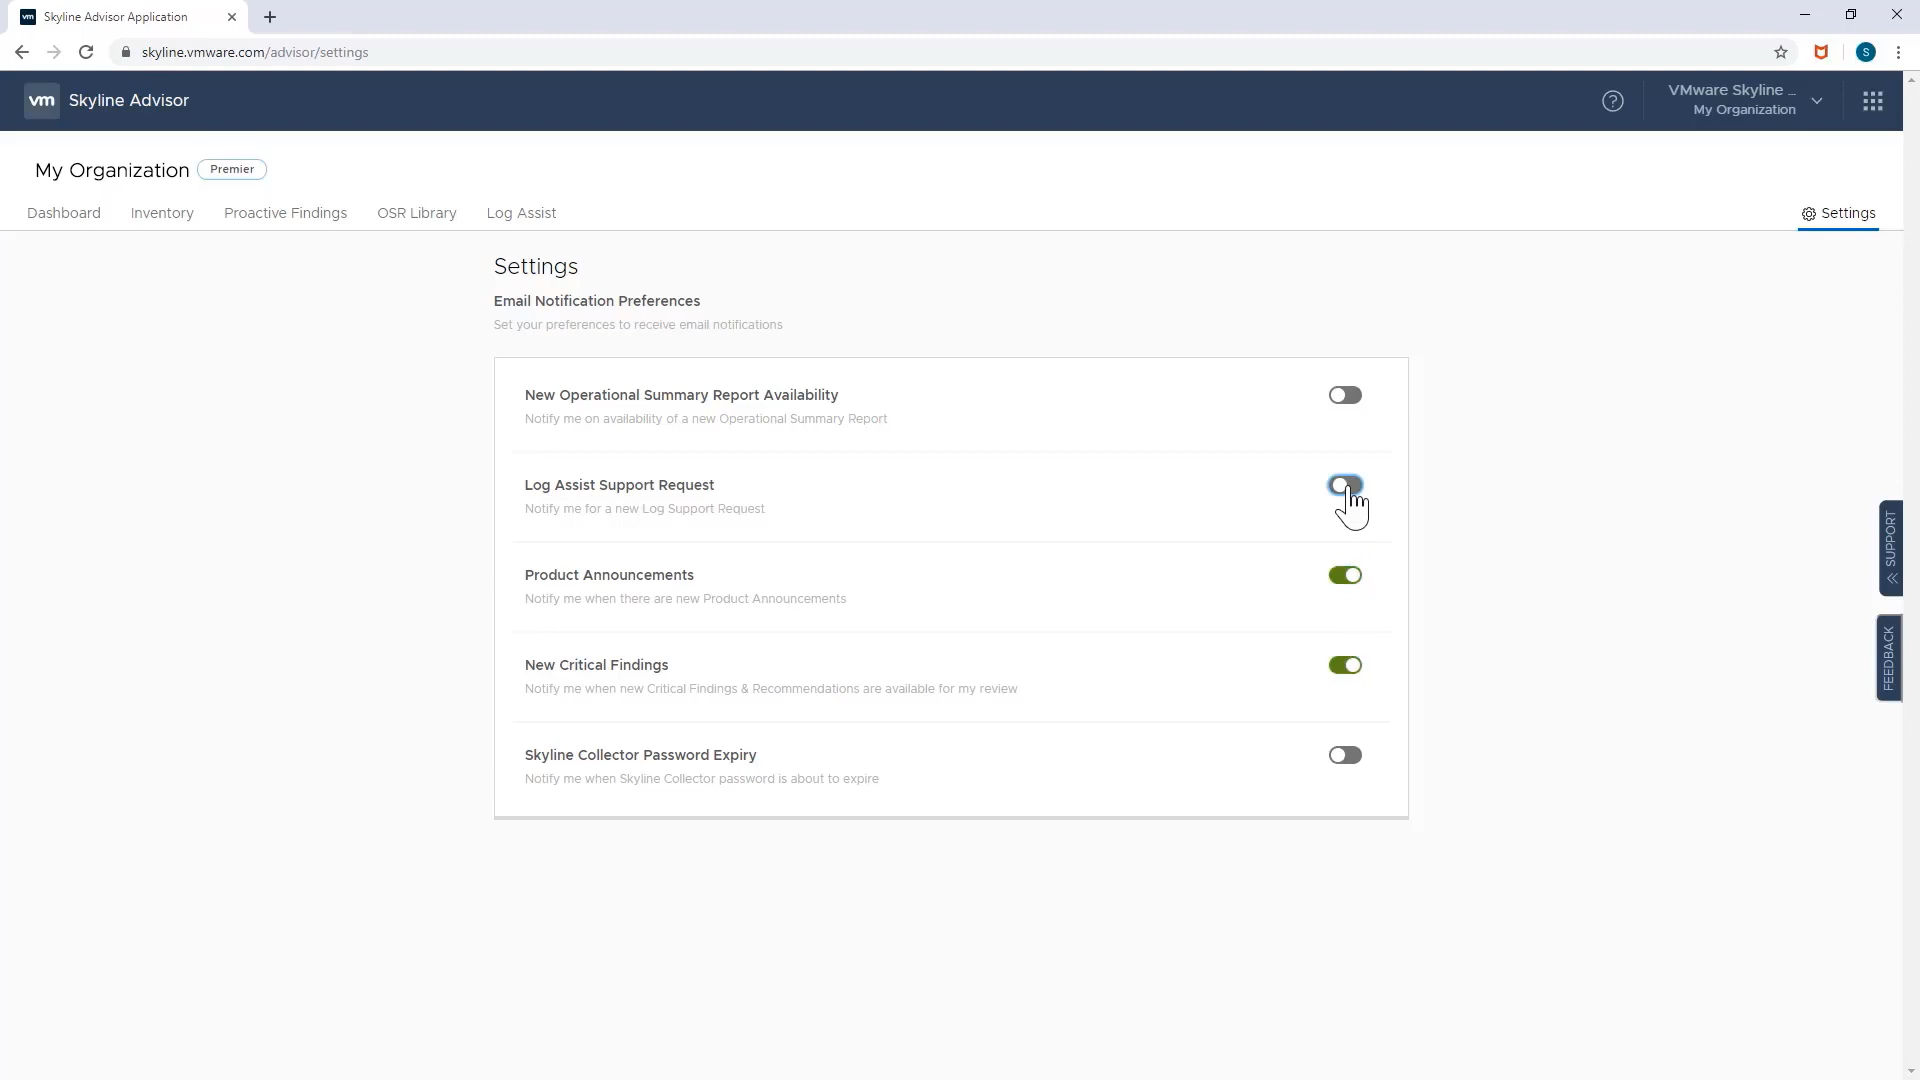 vm Skyline Advisor Application
skyline.vmware.com/advisor/settings
S
vm Skyline Advisor
?
VMware Skyline ...
My Organization
My Organization Premier
Dashboard Inventory Proactive Findings OSR Library Log Assist Settings
Settings
Email Notification Preferences
Set your preferences to receive email notifications
New Operational Summary Report Availability
Notify me on availability of a new Operational Summary Report
Log Assist Support Request
Notify me for a new Log Support Request
Product Announcements
Notify me when there are new Product Announcements
New Critical Findings
Notify me when new Critical Findings & Recommendations are available for my review
Skyline Collector Password Expiry
Notify me when Skyline Collector password is about to expire
SUPPORT
FEEDBACK